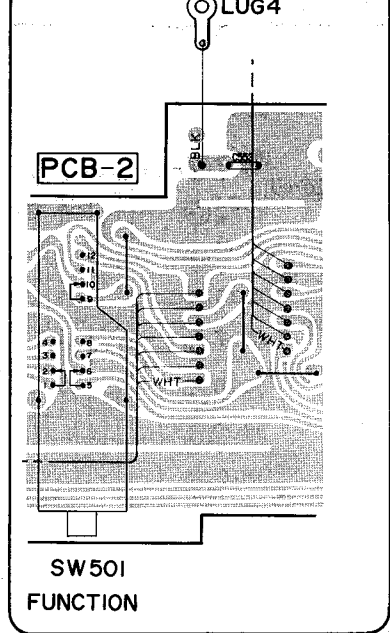 LUG4
BLK
C553
PCB-2
12
11
10
9
4 8
3 7
2 6
1 5
WHT
WHT
SW501
FUNCTION